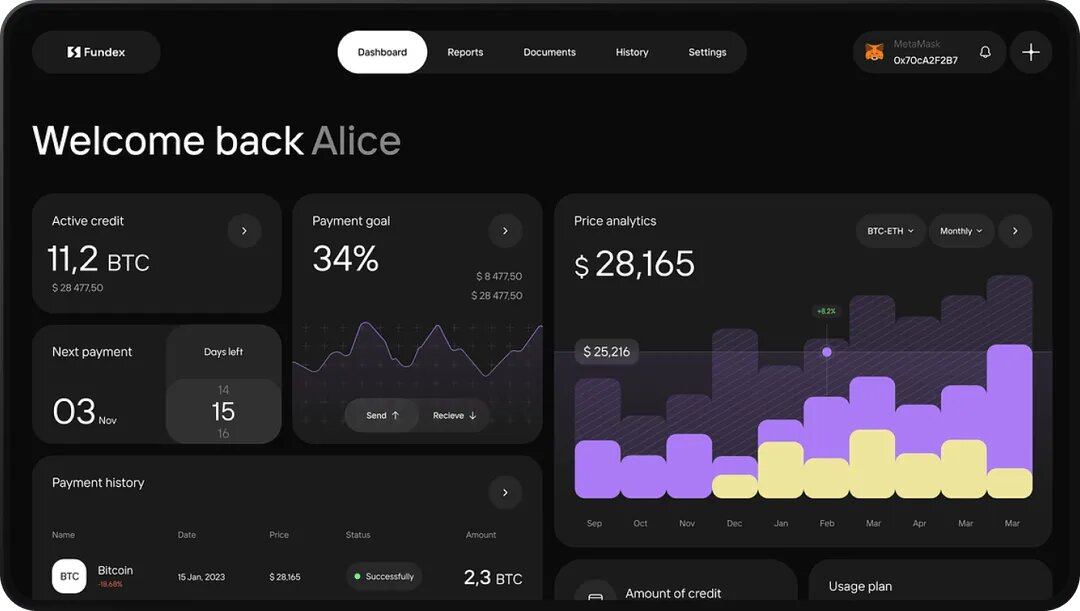 Fundex
Dashboard
Reports
Documents
History
Settings
MetaMask
0x70cA2F2B7
Welcome back Alice
Active credit
11,2 BTC
$ 28 477,50
Payment goal
34%
$ 8 477,50
$ 28 477,50
Send
Recieve
Price analytics
BTC-ETH
Monthly
$ 28,165
+8,2%
$ 25,216
Sep
Oct
Nov
Dec
Jan
Feb
Mar
Apr
Mar
Mar
Next payment
03 Nov
Days left
14
15
16
Payment history
Name
Date
Price
Status
Amount
BTC
Bitcoin
-18,68%
15 Jan, 2023
$ 28,165
Successfully
2,3 BTC
Amount of credit
Usage plan